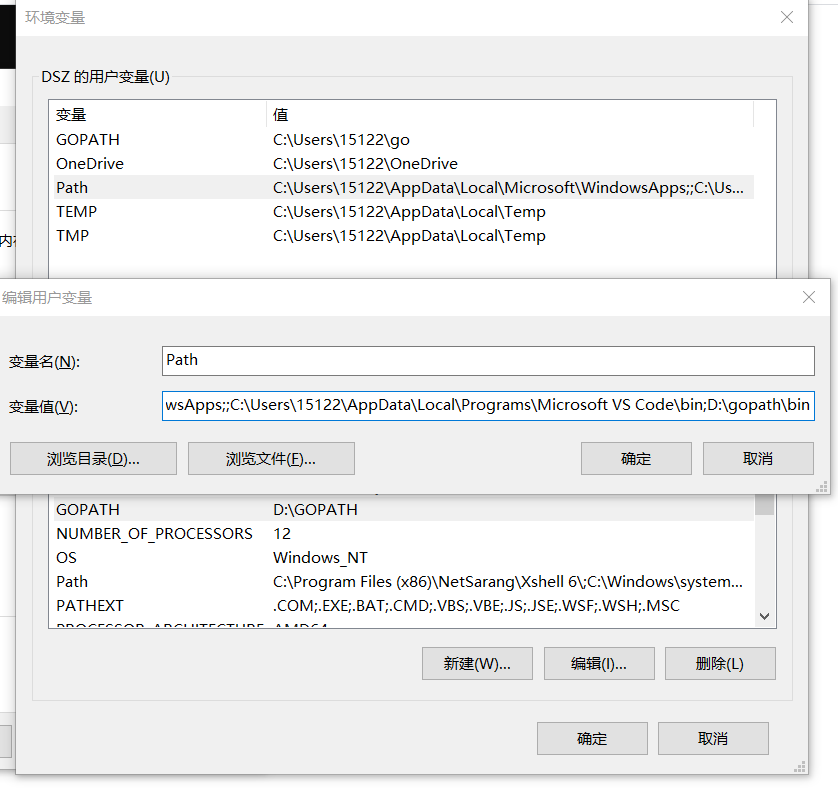 环境变量
DSZ 的用户变量(U)
变量 值
GOPATH C:\Users\15122\go
OneDrive C:\Users\15122\OneDrive
Path C:\Users\15122\AppData\Local\Microsoft\WindowsApps;;C:\Us...
TEMP C:\Users\15122\AppData\Local\Temp
TMP C:\Users\15122\AppData\Local\Temp
编辑用户变量
变量名(N): Path
变量值(V): wsApps;;C:\Users\15122\AppData\Local\Programs\Microsoft VS Code\bin;D:\gopath\bin
浏览目录(D)... 浏览文件(F)... 确定 取消
GOPATH D:\GOPATH
NUMBER_OF_PROCESSORS 12
OS Windows_NT
Path C:\Program Files (x86)\NetSarang\Xshell 6\;C:\Windows\system...
PATHEXT .COM;.EXE;.BAT;.CMD;.VBS;.VBE;.JS;.JSE;.WSF;.WSH;.MSC
PROCESSOR_ARCHITECTURE AMD64
新建(W)... 编辑(I)... 删除(L)
确定 取消